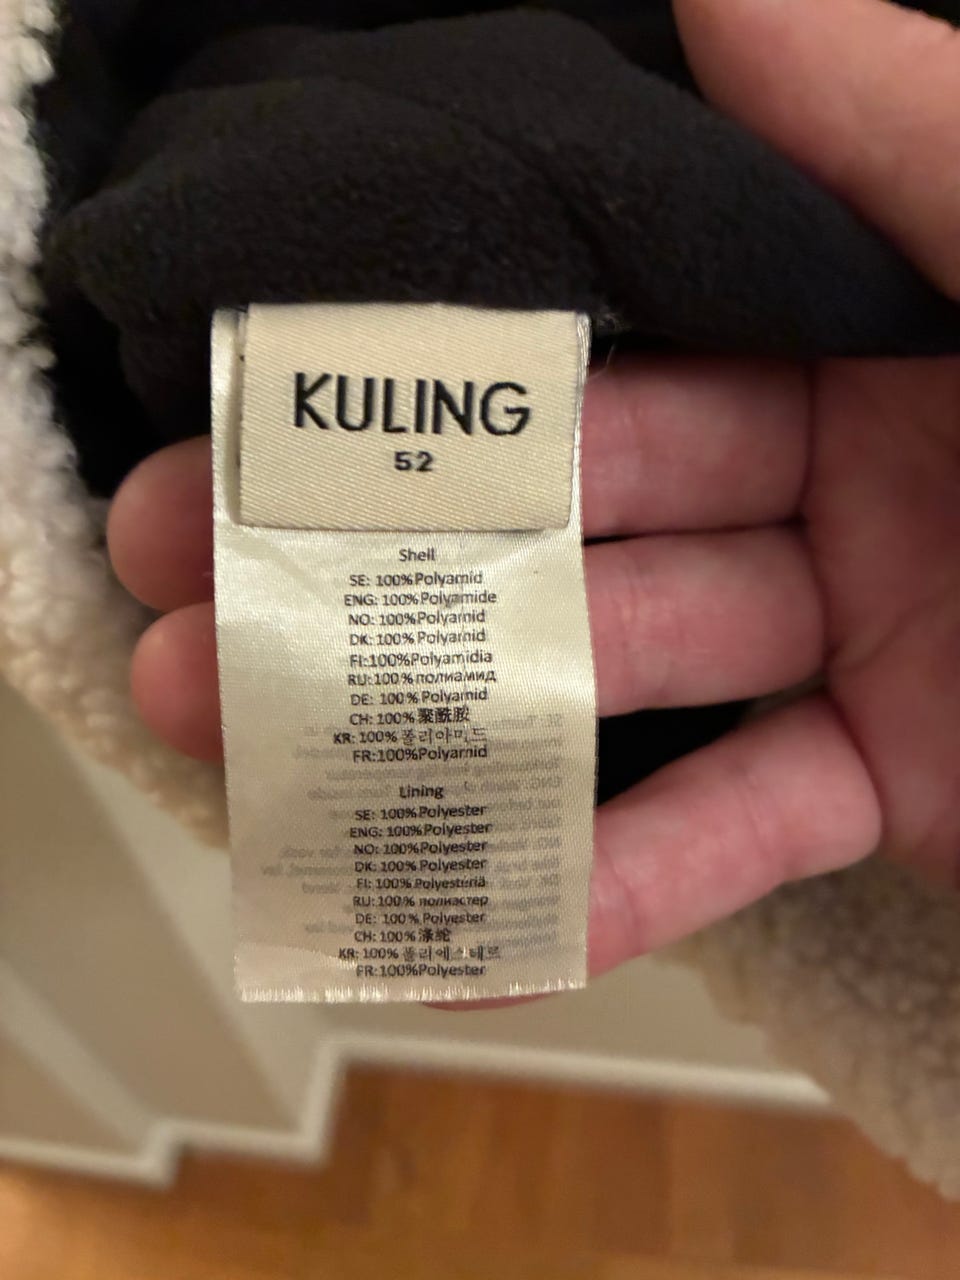 KULING
52
Shell
SE: 100%Polyamid
ENG: 100%Polyamide
NO: 100%Polyamid
DK: 100%Polyamid
FI:100%Polyamidia
RU:100% полиамид
DE: 100%Polyamid
CH: 100% 聚酰胺
KR: 100% 폴리아미드
FR:100%Polyamid
Lining
SE: 100%Polyester
ENG: 100%Polyester
NO: 100%Polyester
DK: 100%Polyester
FI: 100%Polyesteriä
RU: 100% полиэстер
DE: 100%Polyester
CH: 100% 涤纶
KR: 100% 폴리에스테르
FR:100%Polyester